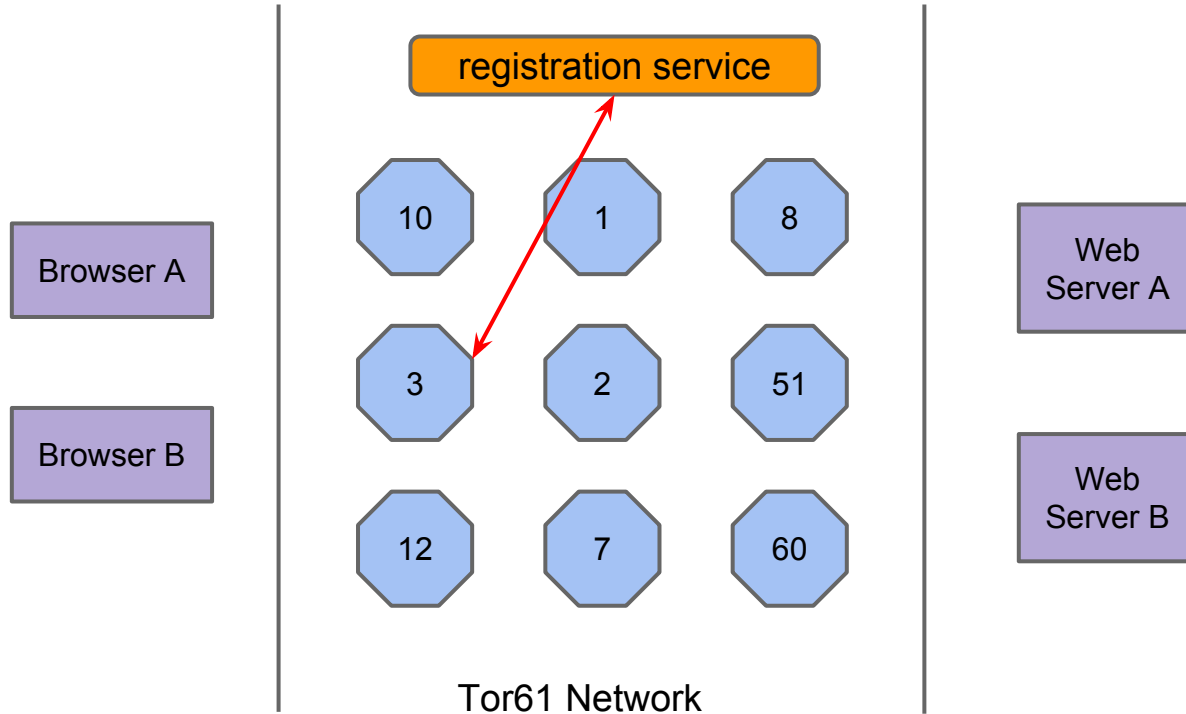 registration service
10
1
8
Browser A
Web
Server A
3
2
51
Browser B
Web
Server B
12
7
60
Tor61 Network